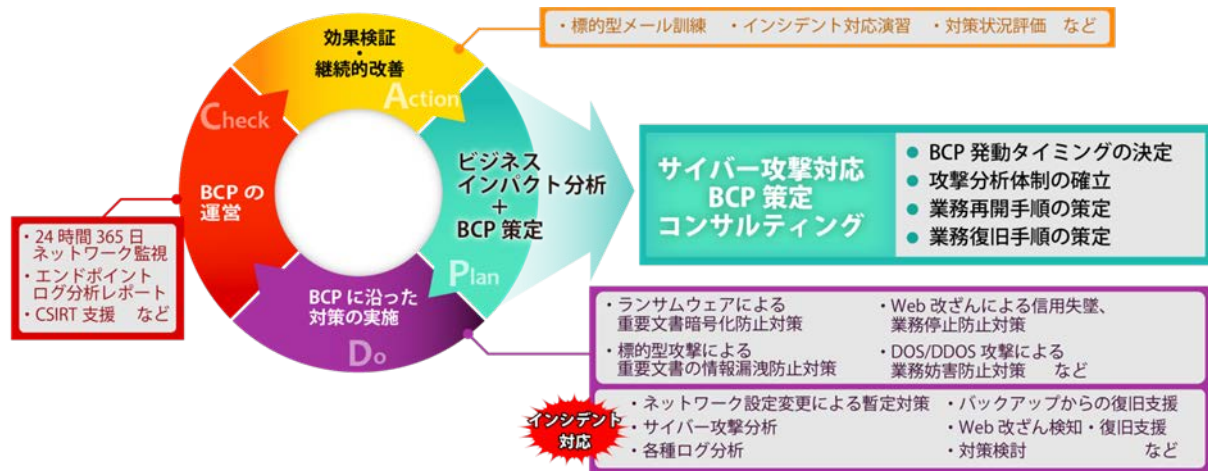 効果検証
・
継続的改善
Action
・標的型メール訓練 ・インシデント対応演習 ・対策状況評価 など
Check
BCP の
運営
・24 時間 365 日
ネットワーク監視
・エンドポイント
ログ分析レポート
・CSIRT 支援 など
ビジネス
インパクト分析
+
BCP 策定
Plan
サイバー攻撃対応
BCP 策定
コンサルティング
● BCP 発動タイミングの決定
● 攻撃分析体制の確立
● 業務再開手順の策定
● 業務復旧手順の策定
BCP に沿った
対策の実施
Do
・ランサムウェアによる
重要文書暗号化防止対策
・標的型攻撃による
重要文書の情報漏洩防止対策
・Web 改ざんによる信用失墜、
業務停止防止対策
・DOS/DDOS 攻撃による
業務妨害防止対策 など
インシデント
対応
・ネットワーク設定変更による暫定対策
・サイバー攻撃分析
・各種ログ分析
・バックアップからの復旧支援
・Web 改ざん検知・復旧支援
・対策検討 など